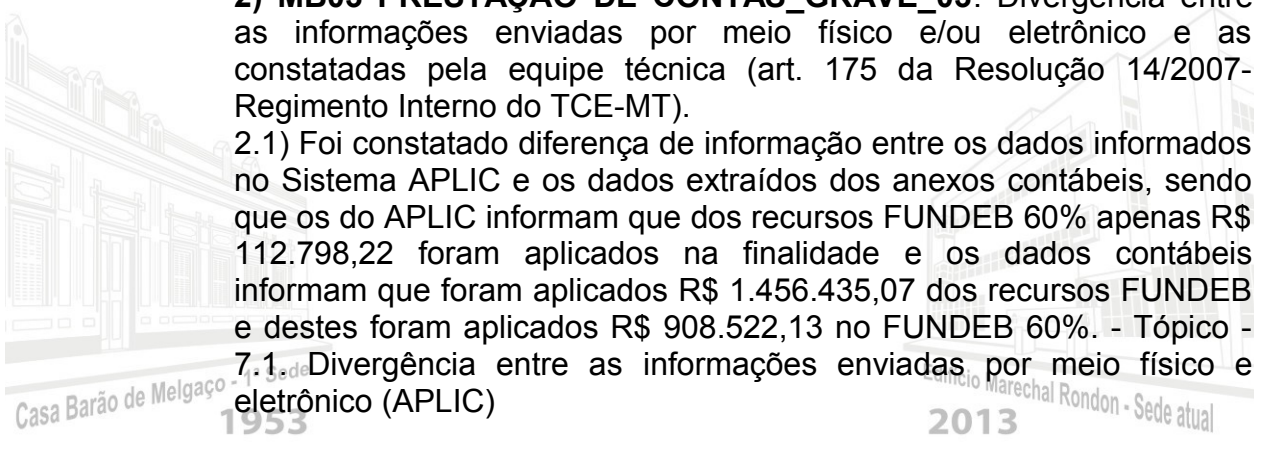 2) MB03 PRESTAÇÃO DE CONTAS_GRAVE_03. Divergência entre
as informações enviadas por meio físico e/ou eletrônico e as
constatadas pela equipe técnica (art. 175 da Resolução 14/2007-
Regimento Interno do TCE-MT).
2.1) Foi constatado diferença de informação entre os dados informados
no Sistema APLIC e os dados extraídos dos anexos contábeis, sendo
que os do APLIC informam que dos recursos FUNDEB 60% apenas R$
112.798,22 foram aplicados na finalidade e os dados contábeis
informam que foram aplicados R$ 1.456.435,07 dos recursos FUNDEB
e destes foram aplicados R$ 908.522,13 no FUNDEB 60%. - Tópico -
7.1. Divergência entre as informações enviadas por meio físico e
eletrônico (APLIC)
Casa Barão de Melgaço - 1ª Sede
1953
Edifício Marechal Rondon - Sede atual
2013